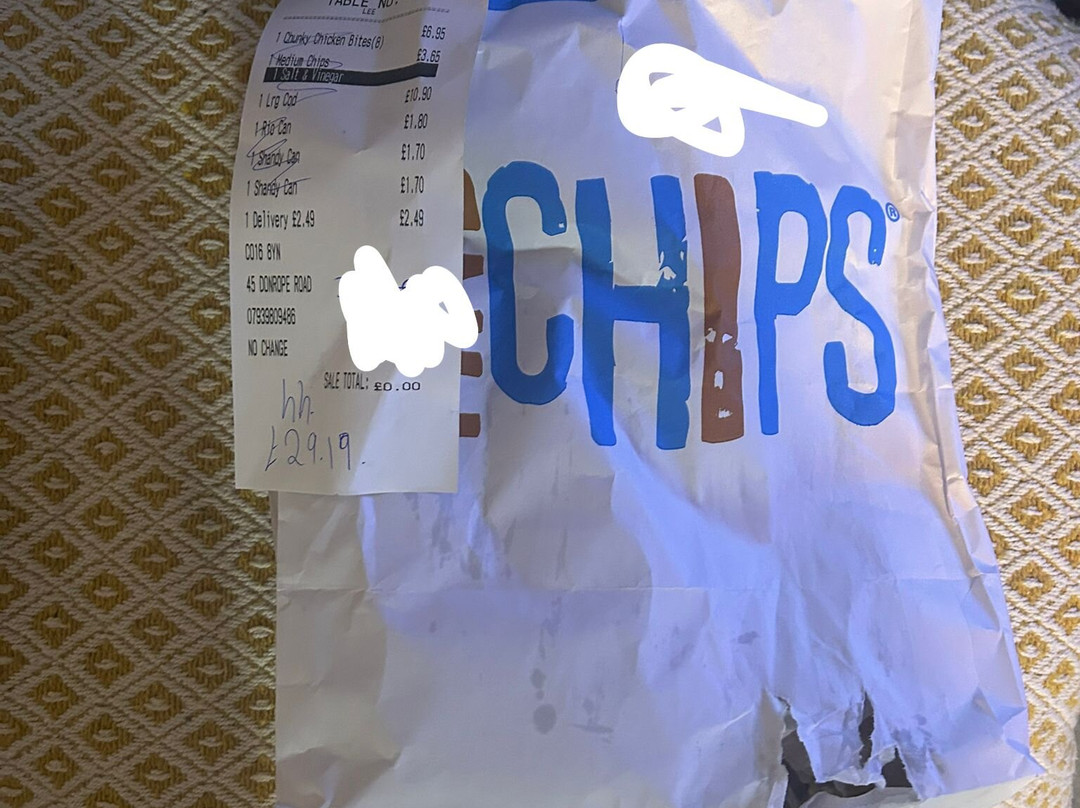 TABLE NO.
LEE
1 Chunky Chicken Bites(8) £6.95
1 Medium Chips £3.65
1 Salt & Vinegar
1 Lrg Cod £10.90
1 Rio Can £1.80
1 Shandy Can £1.70
1 Shandy Can £1.70
1 Delivery £2.49 £2.49
CO16 8YN
45 DONROPE ROAD
07939809486
NO CHANGE
SALE TOTAL: £0.00
£29.19.
CHIPS®